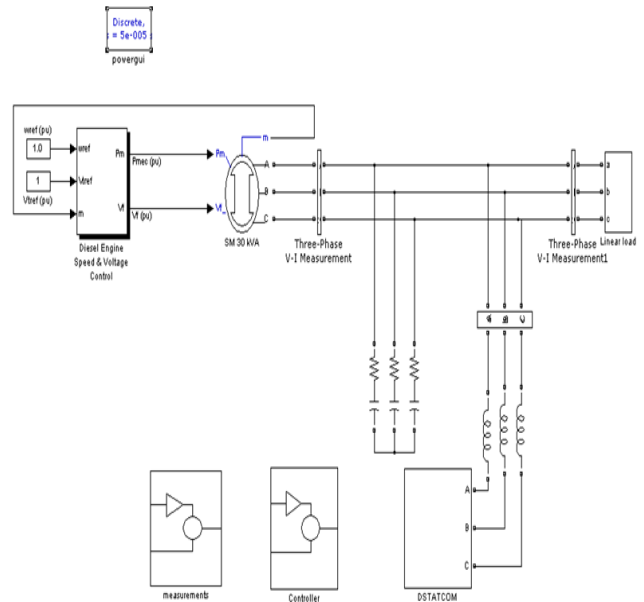 Discrete,
= 5e-005
powergui
wref (pu)
1.0
wref
Pm
Pmec (pu)
Pm
m
A
B
C
a
b
c
1
Vtref
Vtref (pu)
m
Vf
Vf (pu)
Vf_
SM 30 kVA
Diesel Engine
Speed & Voltage
Control
Three-Phase
V-I Measurement
Three-Phase
V-I Measurement1
Linear load
A
B
C
A
B
C
measurements
Controller
DSTATCOM